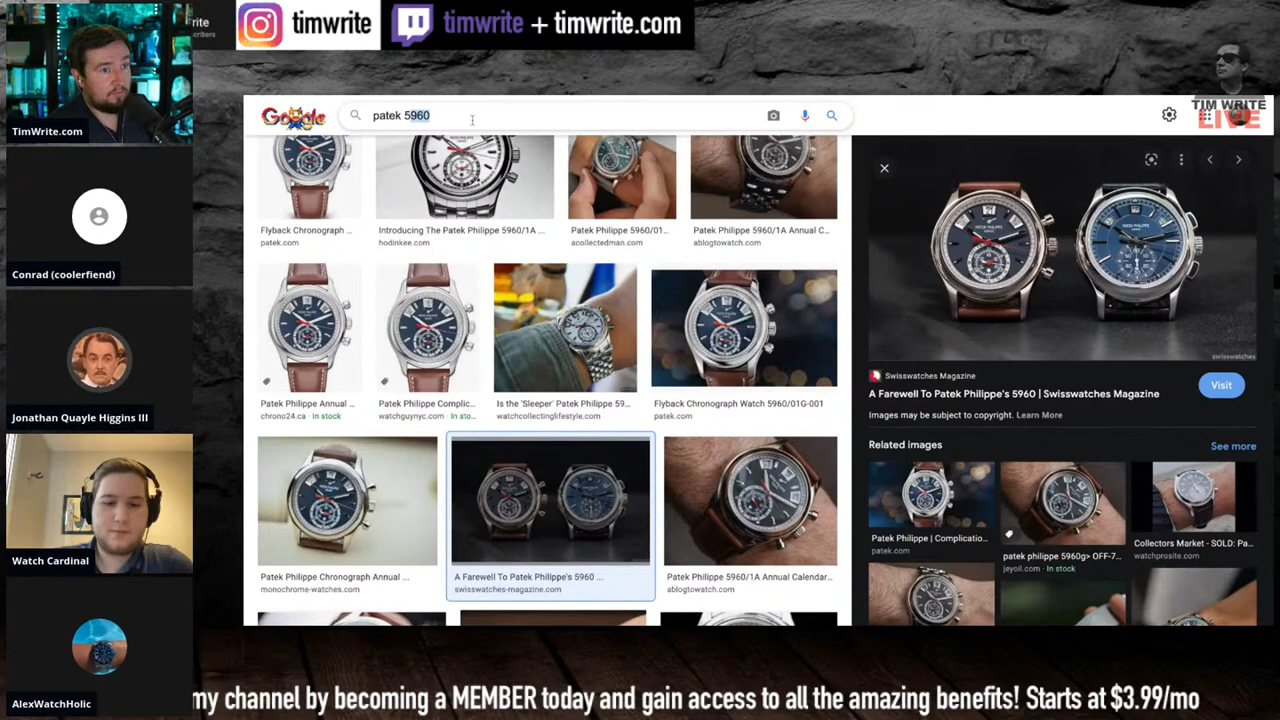 rite
cribers
timwrite
timwrite + timwrite.com
TIM WRITE
LIVE
TimWrite.com
Conrad (coolerfiend)
Jonathan Quayle Higgins III
Watch Cardinal
AlexWatchHolic
Google
patek 5960
Flyback Chronograph ...
patek.com
Introducing The Patek Philippe 5960/1A ...
hodinkee.com
Patek Philippe 5960/01...
acollectedman.com
Patek Philippe 5960/1A Annual C...
ablogtowatch.com
Patek Philippe Annual ...
chrono24.ca · In stock
Patek Philippe Complic...
watchguynyc.com · In sto...
Is the 'Sleeper' Patek Philippe 59...
watchcollectinglifestyle.com
Flyback Chronograph Watch 5960/01G-001
patek.com
Patek Philippe Chronograph Annual ...
monochrome-watches.com
A Farewell To Patek Philippe's 5960 ...
swisswatches-magazine.com
Patek Philippe 5960/1A Annual Calendar...
ablogtowatch.com
PATEK PHILIPPE
PATEK PHILIPPE
swisswatches
Swisswatches Magazine
A Farewell To Patek Philippe's 5960 | Swisswatches Magazine
Visit
Images may be subject to copyright. Learn More
Related images
See more
Patek Philippe | Complicatio...
patek.com
patek philippe 5960g> OFF-7...
jeyoil.com · In stock
Collectors Market - SOLD: Pa...
watchprosite.com
my channel by becoming a MEMBER today and gain access to all the amazing benefits! Starts at $3.99/mo